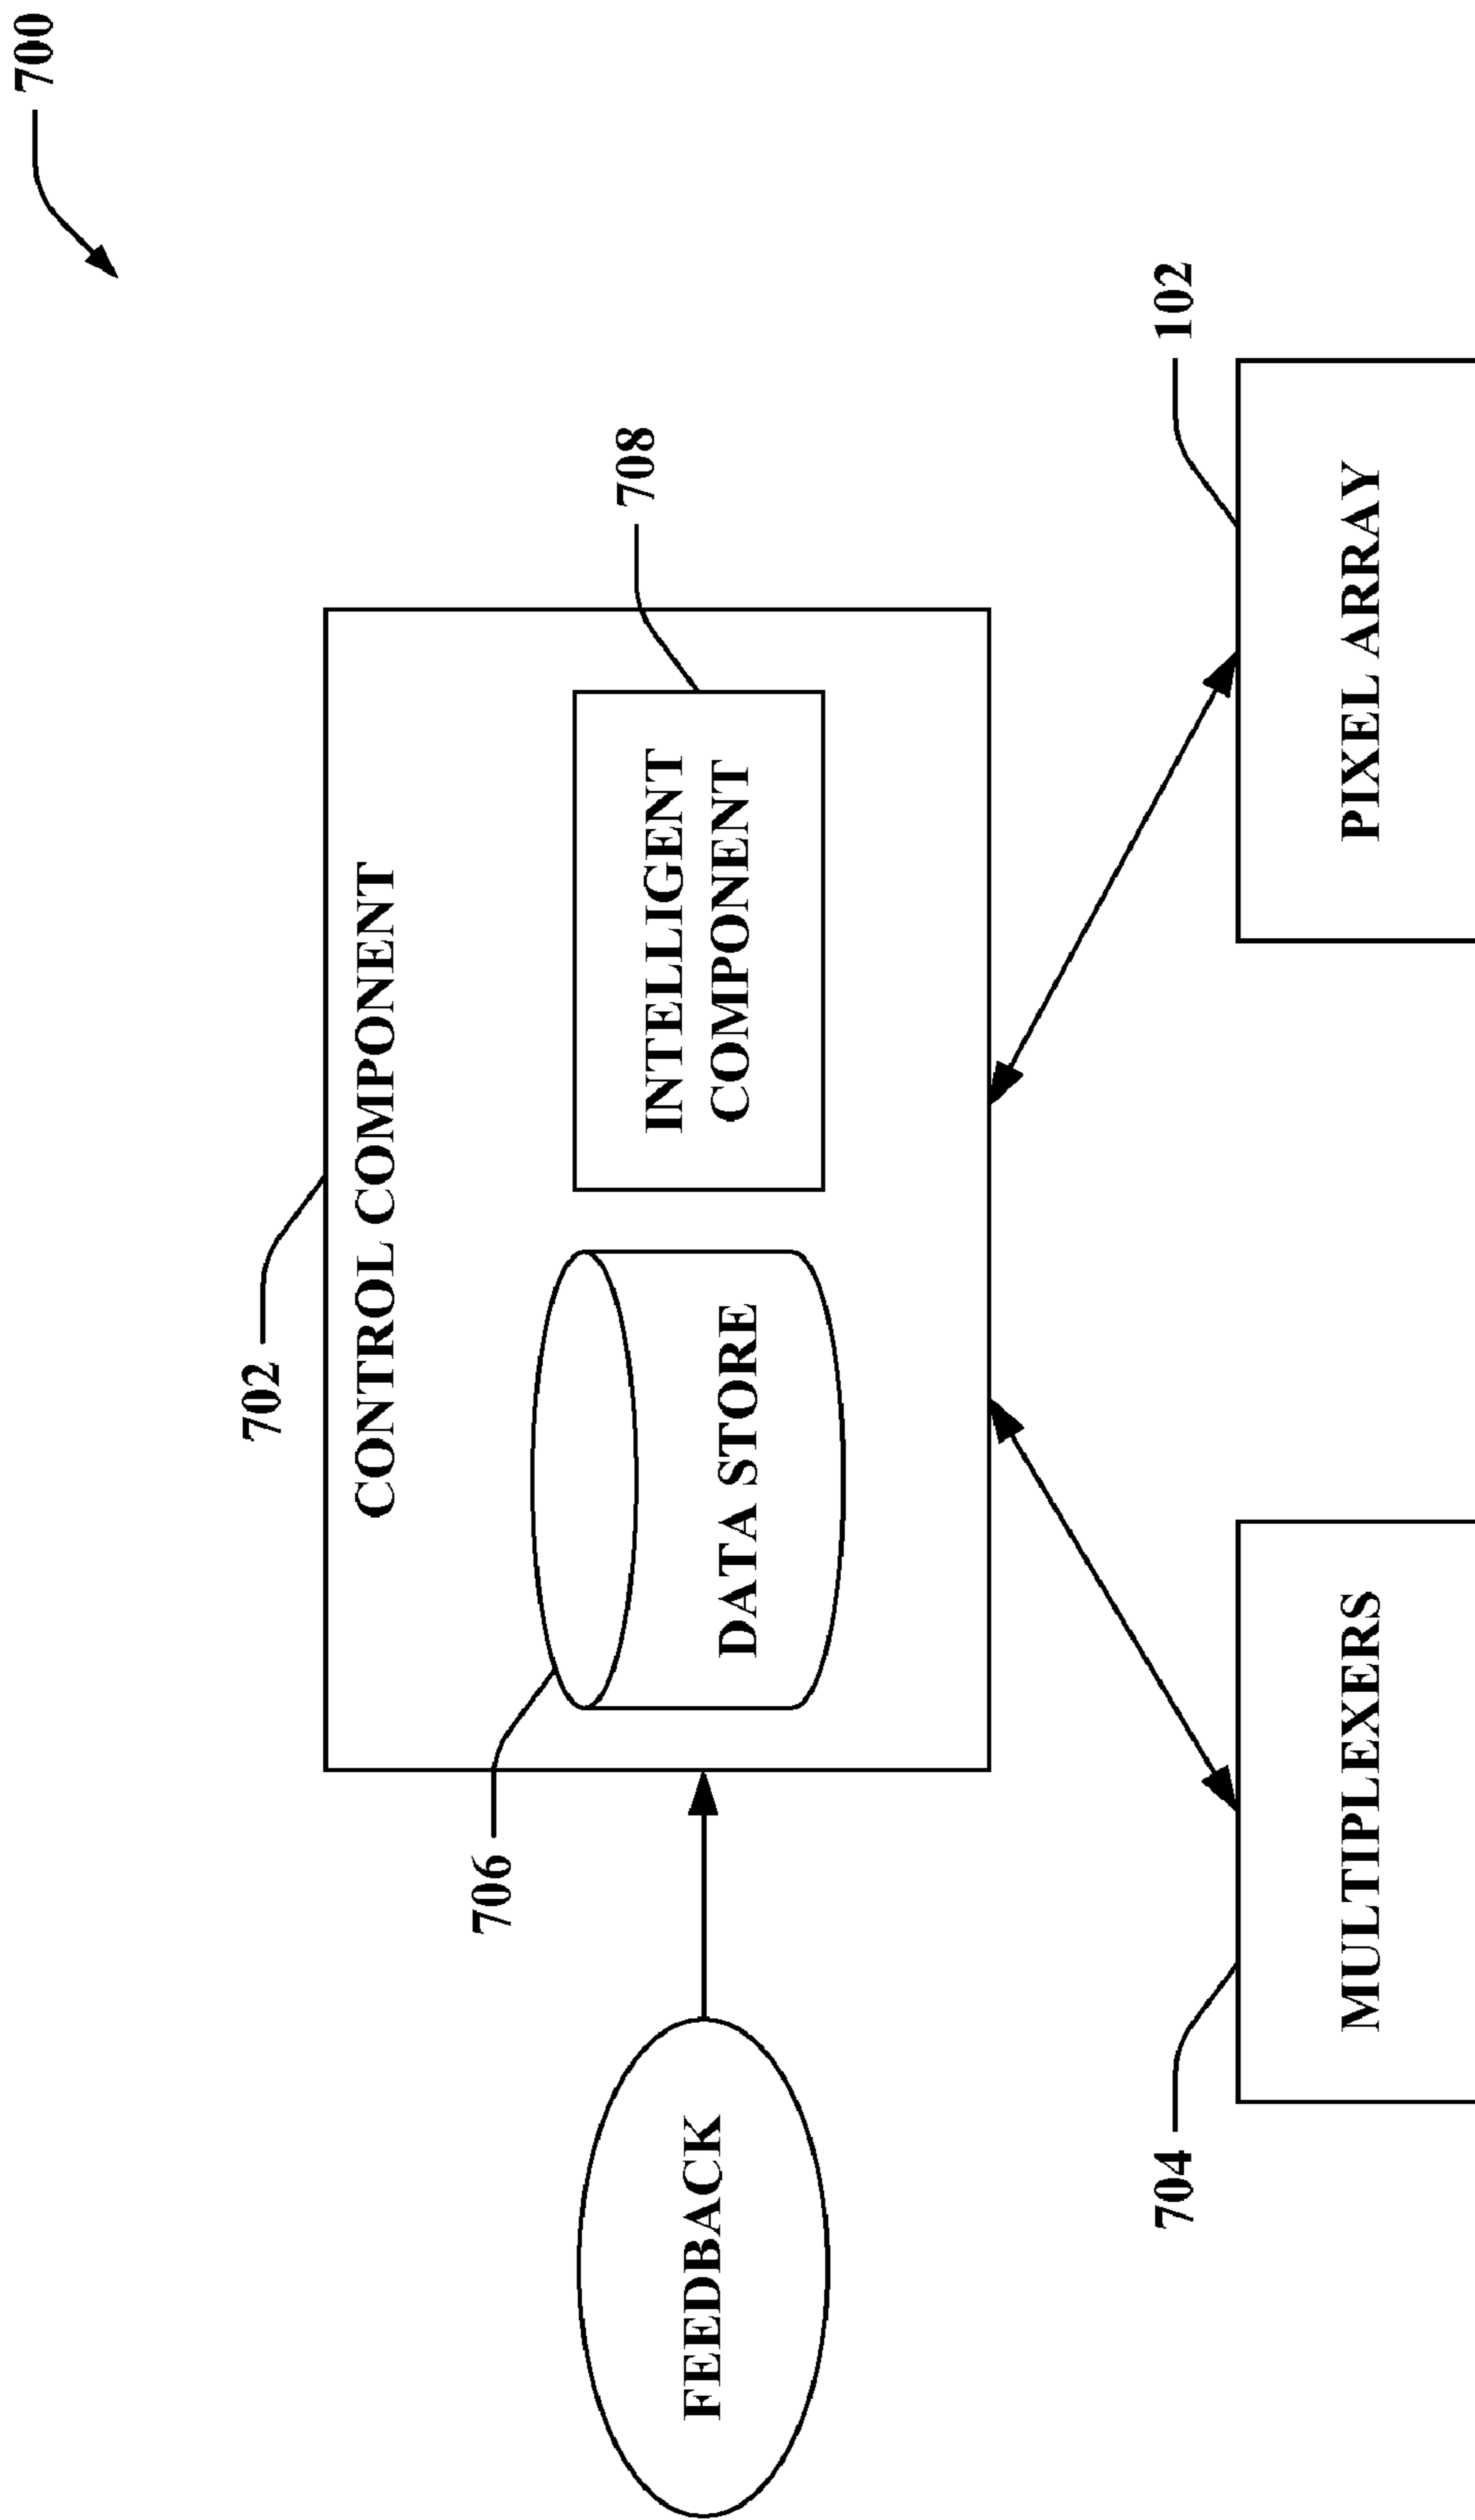 700
702
CONTROL COMPONENT
706
708
FEEDBACK
DATA STORE
INTELLIGENT
COMPONENT
704
102
MULTIPLEXERS
PIXEL ARRAY